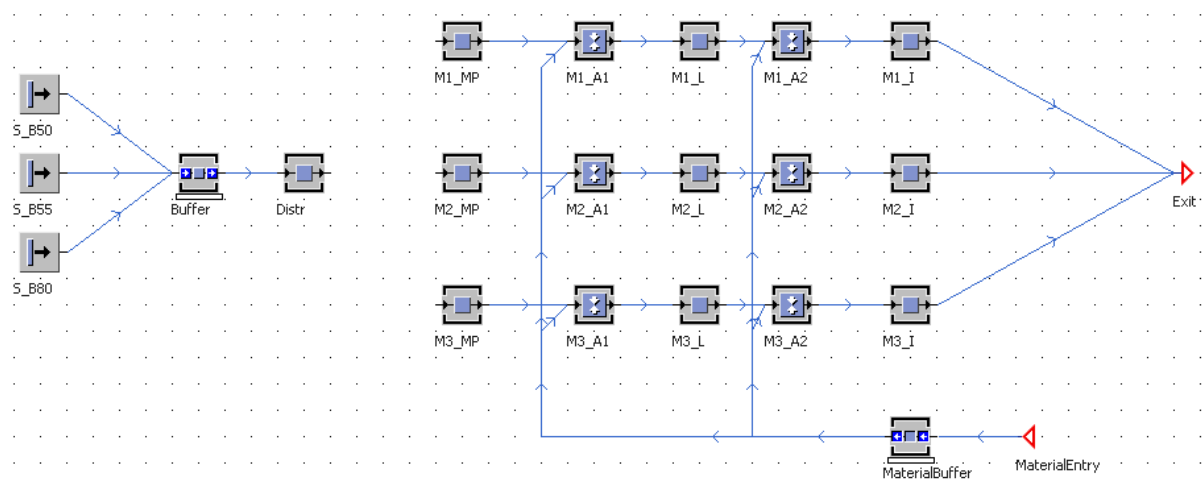 M1_MP
M1_A1
M1_L
M1_A2
M1_I
S_B50
S_B55
Buffer
Distr
M2_MP
M2_A1
M2_L
M2_A2
M2_I
Exit
S_B80
M3_MP
M3_A1
M3_L
M3_A2
M3_I
MaterialBuffer
MaterialEntry